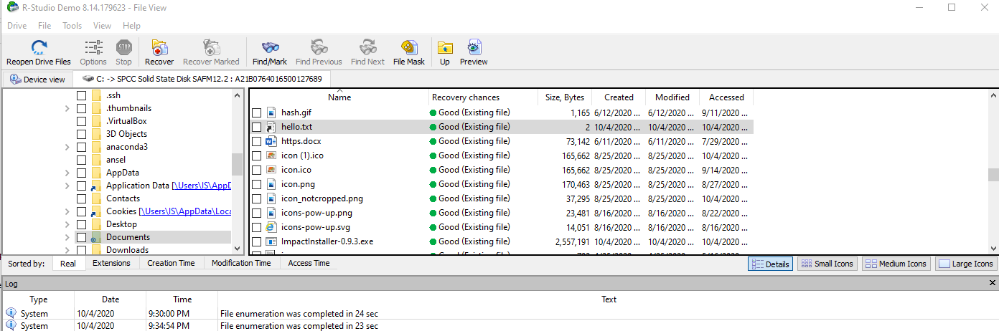 R-Studio Demo 8.14.179623 - File View
Drive File Tools View Help
Reopen Drive Files Options Stop Recover Recover Marked Find/Mark Find Previous Find Next File Mask Up Preview
Device view C: -> SPCC Solid State Disk SAFM12.2 : A21B0764016500127689
.ssh
.thumbnails
.VirtualBox
3D Objects
anaconda3
ansel
AppData
Application Data [\Users\IS\AppD
Contacts
Cookies [\Users\IS\AppData\Loca
Desktop
Documents
Downloads
Name Recovery chances Size, Bytes Created Modified Accessed
hash.gif Good (Existing file) 1,165 6/12/2020 ... 6/12/2020 ... 9/11/2020 ...
hello.txt Good (Existing file) 2 10/4/2020 ... 10/4/2020 ... 10/4/2020 ...
https.docx Good (Existing file) 73,142 6/11/2020 ... 6/11/2020 ... 7/29/2020 ...
icon (1).ico Good (Existing file) 165,662 8/25/2020 ... 8/25/2020 ... 10/4/2020 ...
icon.ico Good (Existing file) 165,662 8/25/2020 ... 8/25/2020 ... 9/14/2020 ...
icon.png Good (Existing file) 170,463 8/25/2020 ... 8/25/2020 ... 8/27/2020 ...
icon_notcropped.png Good (Existing file) 37,295 8/25/2020 ... 8/25/2020 ... 10/4/2020 ...
icons-pow-up.png Good (Existing file) 23,481 8/16/2020 ... 8/16/2020 ... 8/22/2020 ...
icons-pow-up.svg Good (Existing file) 14,051 8/16/2020 ... 8/16/2020 ... 8/16/2020 ...
ImpactInstaller-0.9.3.exe Good (Existing file) 2,557,191 10/4/2020 ... 10/4/2020 ... 10/4/2020 ...
Sorted by: Real Extensions Creation Time Modification Time Access Time Details Small Icons Medium Icons Large Icons
Log
Type Date Time Text
System 10/4/2020 9:30:00 PM File enumeration was completed in 24 sec
System 10/4/2020 9:34:54 PM File enumeration was completed in 23 sec